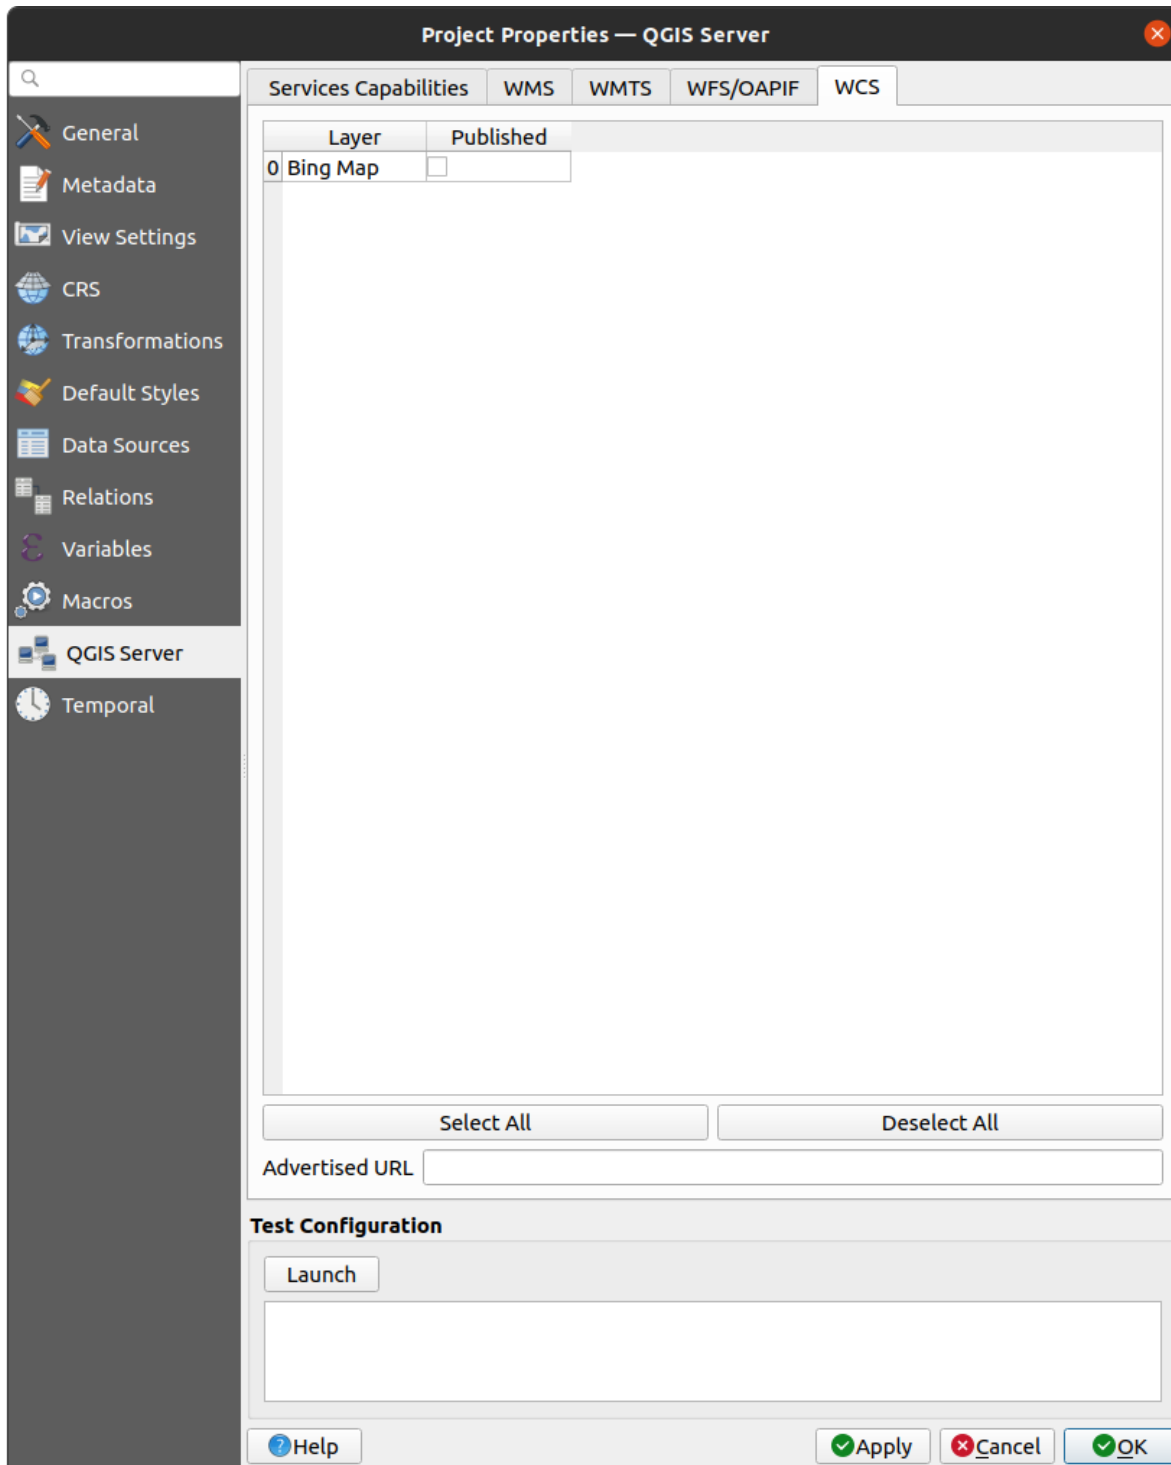 Project Properties — QGIS Server
Services Capabilities WMS WMTS WFS/OAPIF WCS
General
Metadata
View Settings
CRS
Transformations
Default Styles
Data Sources
Relations
Variables
Macros
QGIS Server
Temporal
Layer Published
0 Bing Map
Select All Deselect All
Advertised URL
Test Configuration
Launch
Help Apply Cancel OK